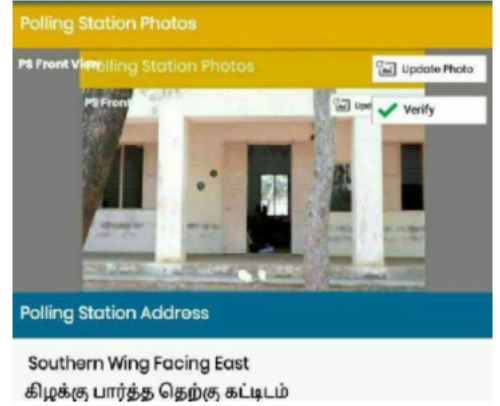 Polling Station Photos
PS Front View
Polling Station Photos
Update Photo
PS Front
Verify
Polling Station Address
Southern Wing Facing East
கிழக்கு பார்த்த தெற்கு கட்டிடம்